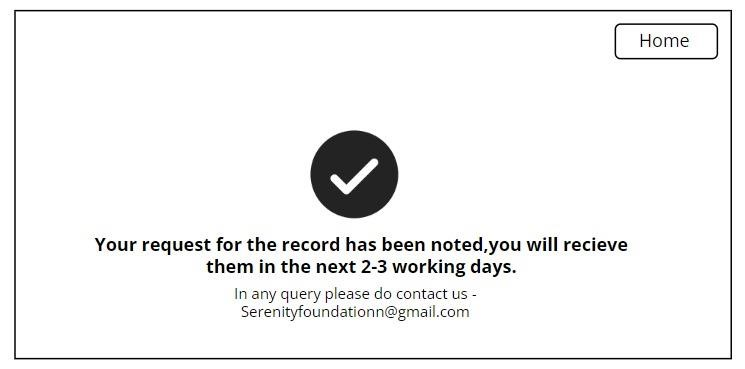 Home
Your request for the record has been noted,you will recieve
them in the next 2-3 working days.
In any query please do contact us -
Serenityfoundationn@gmail.com